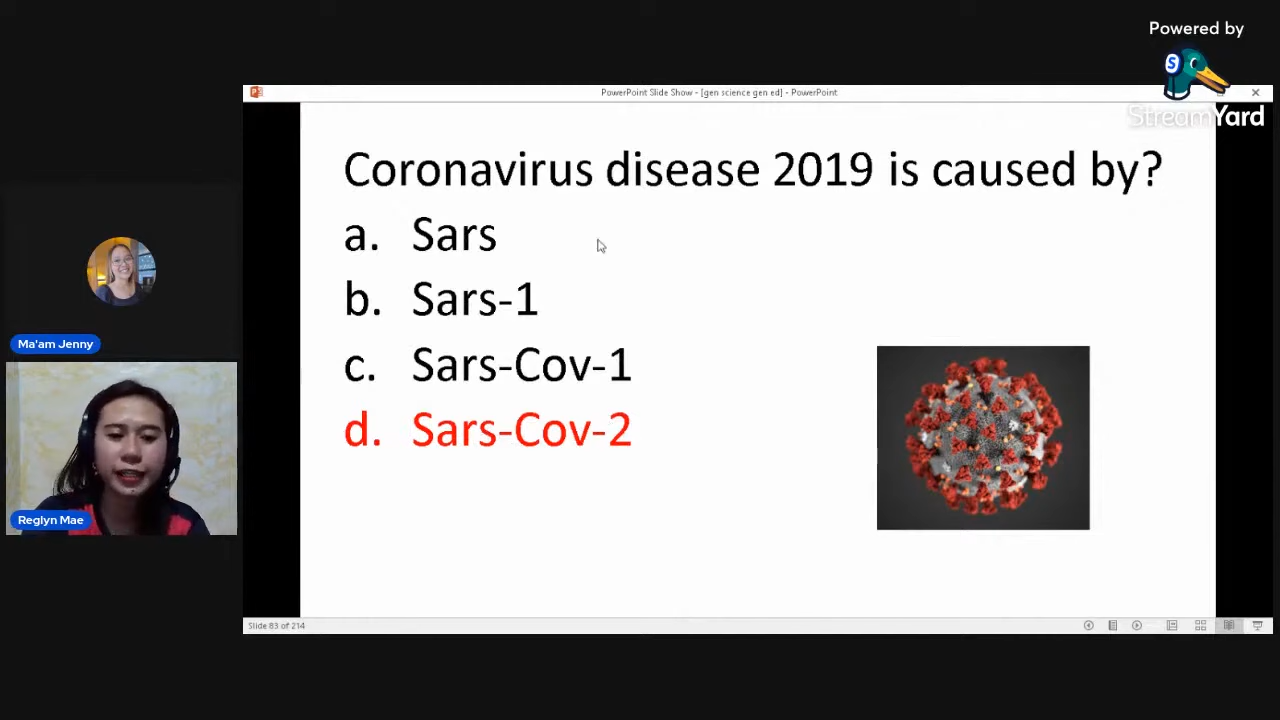 Powered by
S
StreamYard
PowerPoint Slide Show - [gen science gen ed] - PowerPoint
Coronavirus disease 2019 is caused by?
a. Sars
b. Sars-1
c. Sars-Cov-1
d. Sars-Cov-2
Ma'am Jenny
Reglyn Mae
Slide 83 of 214